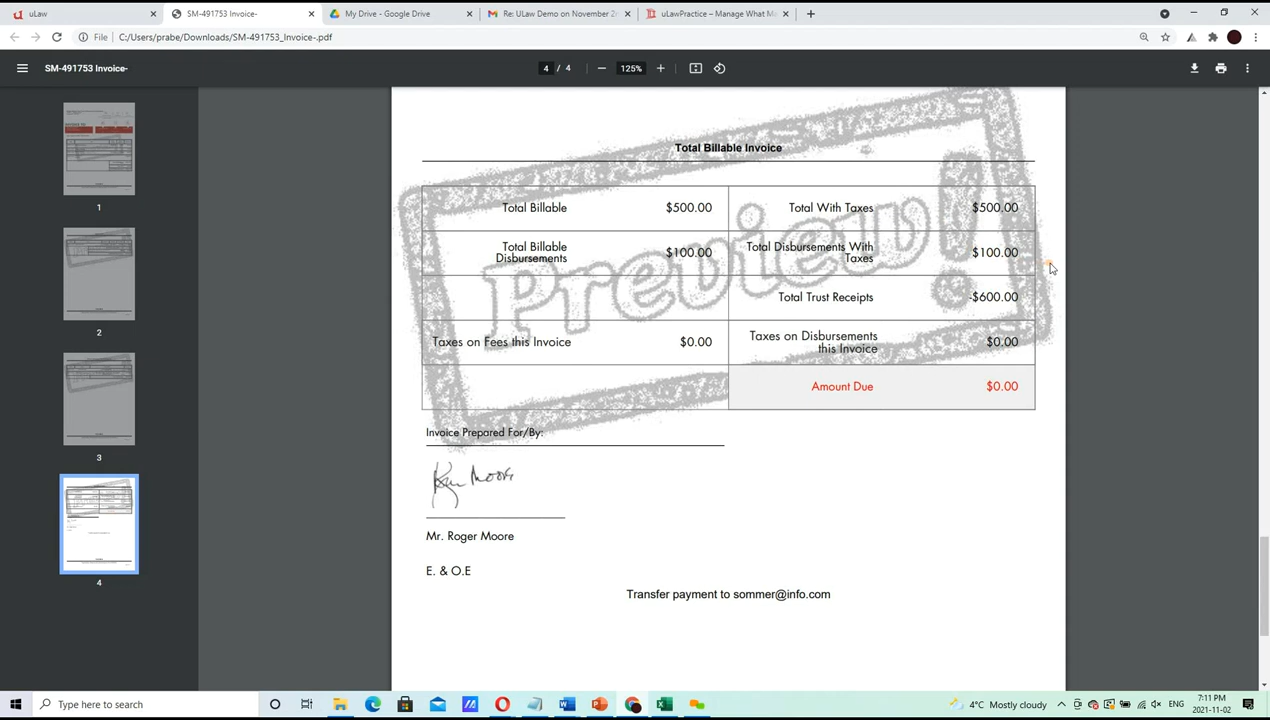 uLaw
SM-491753 Invoice-
My Drive - Google Drive
Re: ULaw Demo on November 2
uLawPractice – Manage What Ma
File
C:/Users/prabe/Downloads/SM-491753_Invoice-.pdf
SM-491753 Invoice-
4 / 4
125%
1
2
3
4
Preview!
Total Billable Invoice
Total Billable $500.00 Total With Taxes $500.00
Total Billable
Disbursements $100.00
Total Disbursements With
Taxes $100.00
Total Trust Receipts -$600.00
Taxes on Fees this Invoice $0.00
Taxes on Disbursements
this Invoice $0.00
Amount Due $0.00
Invoice Prepared For/By:
Mr. Roger Moore
E. & O.E
Transfer payment to sommer@info.com
Type here to search
4°C Mostly cloudy
ENG
7:11 PM
2021-11-02